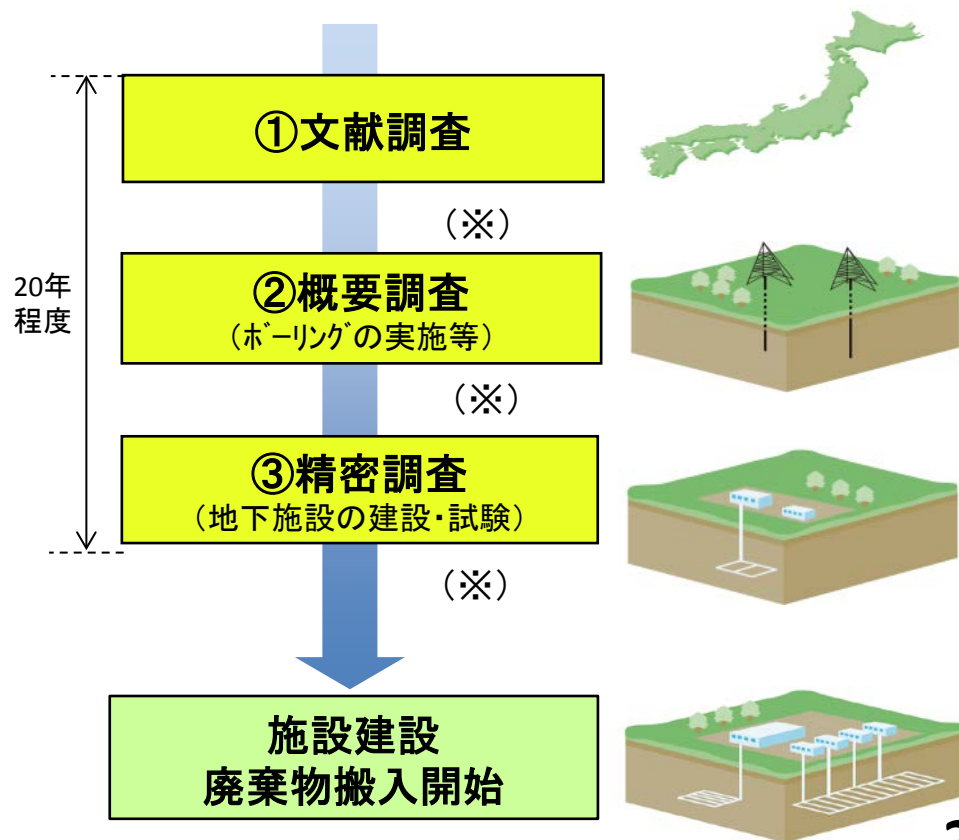 ①文献調査
(※)
20年
程度
②概要調査
(ﾎﾞｰﾘﾝｸﾞの実施等)
(※)
③精密調査
(地下施設の建設・試験)
(※)
施設建設
廃棄物搬入開始